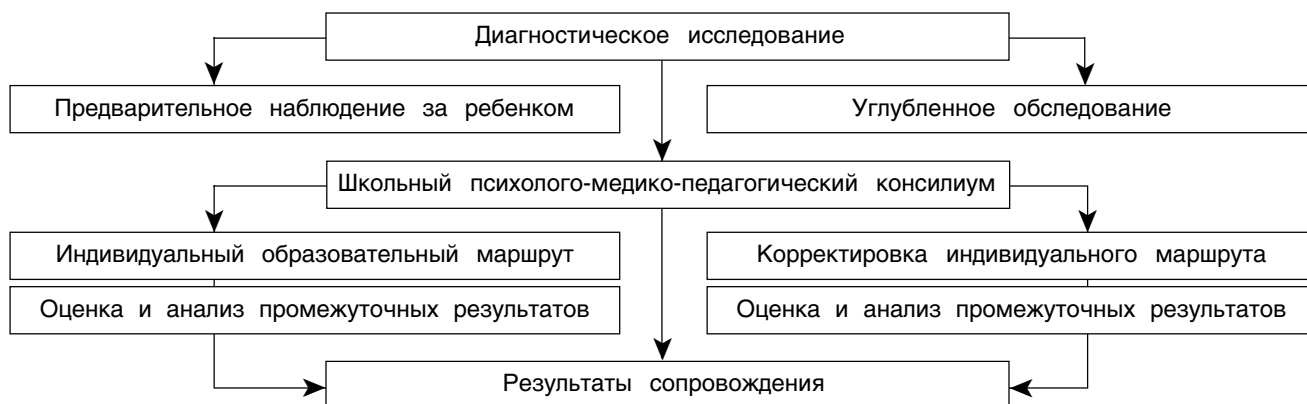 Диагностическое исследование
Предварительное наблюдение за ребенком
Углубленное обследование
Школьный психолого-медико-педагогический консилиум
Индивидуальный образовательный маршрут
Корректировка индивидуального маршрута
Оценка и анализ промежуточных результатов
Оценка и анализ промежуточных результатов
Результаты сопровождения